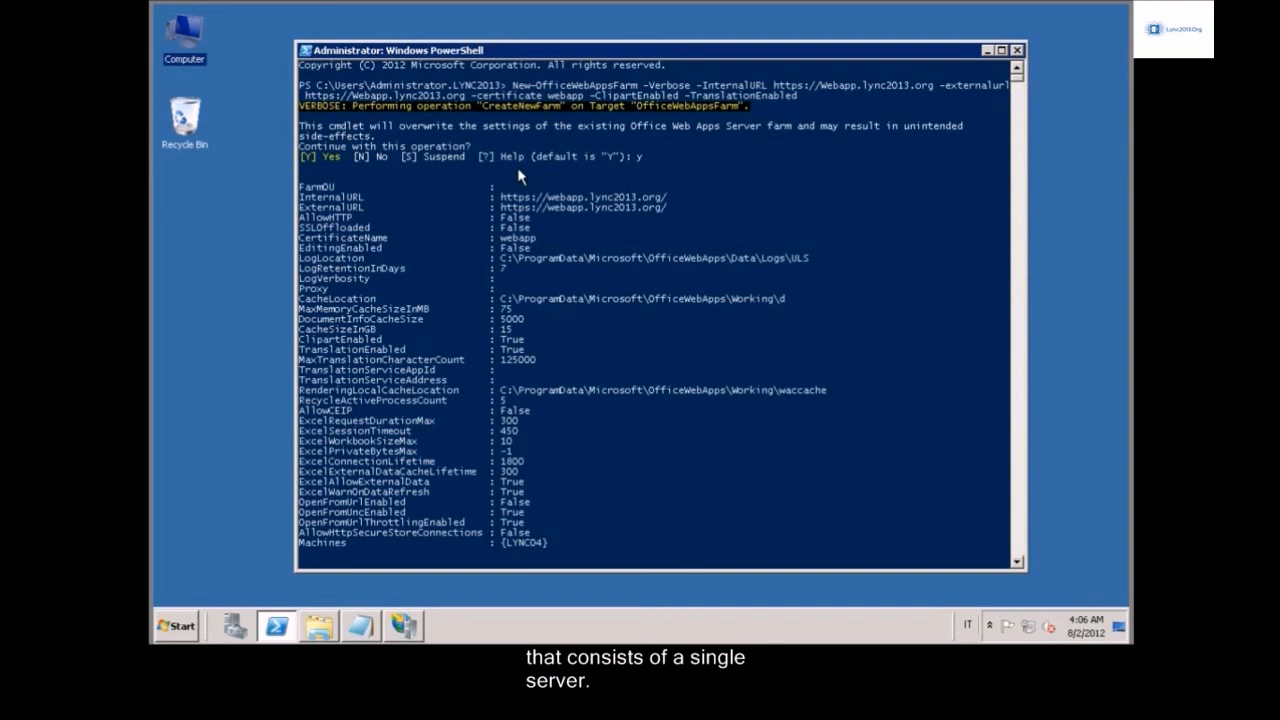 Computer
Recycle Bin
Lync2013.Org
Administrator: Windows PowerShell
Copyright (C) 2012 Microsoft Corporation. All rights reserved.
PS C:\Users\Administrator.LYNC2013> New-OfficeWebAppsFarm -Verbose -InternalURL https://Webapp.lync2013.org -externalurl
https://Webapp.lync2013.org -certificate webapp -ClipartEnabled -TranslationEnabled
VERBOSE: Performing operation "CreateNewFarm" on Target "OfficeWebAppsFarm".
This cmdlet will overwrite the settings of the existing Office Web Apps Server farm and may result in unintended
side-effects.
Continue with this operation?
[Y] Yes [N] No [S] Suspend [?] Help (default is "Y"): y
FarmOU :
InternalURL : https://webapp.lync2013.org/
ExternalURL : https://webapp.lync2013.org/
AllowHTTP : False
SSLOffloaded : False
CertificateName : webapp
EditingEnabled : False
LogLocation : C:\ProgramData\Microsoft\OfficeWebApps\Data\Logs\ULS
LogRetentionInDays : 7
LogVerbosity :
Proxy :
CacheLocation : C:\ProgramData\Microsoft\OfficeWebApps\Working\d
MaxMemoryCacheSizeInMB : 75
DocumentInfoCacheSize : 5000
CacheSizeInGB : 15
ClipartEnabled : True
TranslationEnabled : True
MaxTranslationCharacterCount : 125000
TranslationServiceAppId :
TranslationServiceAddress :
RenderingLocalCacheLocation : C:\ProgramData\Microsoft\OfficeWebApps\Working\waccache
RecycleActiveProcessCount : 5
AllowCEIP : False
ExcelRequestDurationMax : 300
ExcelSessionTimeout : 450
ExcelWorkbookSizeMax : 10
ExcelPrivateBytesMax : -1
ExcelConnectionLifetime : 1800
ExcelExternalDataCacheLifetime : 300
ExcelAllowExternalData : True
ExcelWarnOnDataRefresh : True
OpenFromUrlEnabled : False
OpenFromUncEnabled : True
OpenFromUrlThrottlingEnabled : True
AllowHttpSecureStoreConnections : False
Machines : {LYNC04}
Start
IT
4:06 AM
8/2/2012
that consists of a single
server.